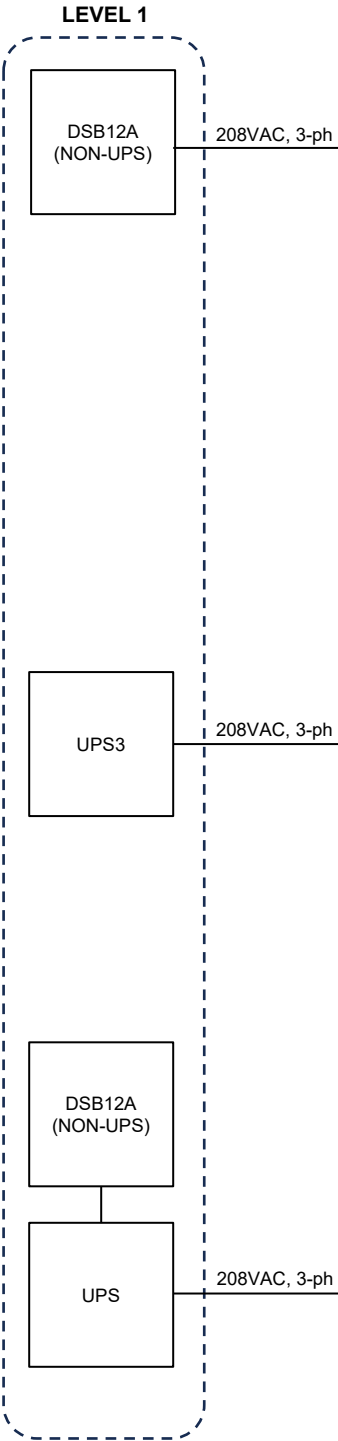 LEVEL 1
DSB12A
(NON-UPS)
208VAC, 3-ph
UPS3
208VAC, 3-ph
DSB12A
(NON-UPS)
UPS
208VAC, 3-ph